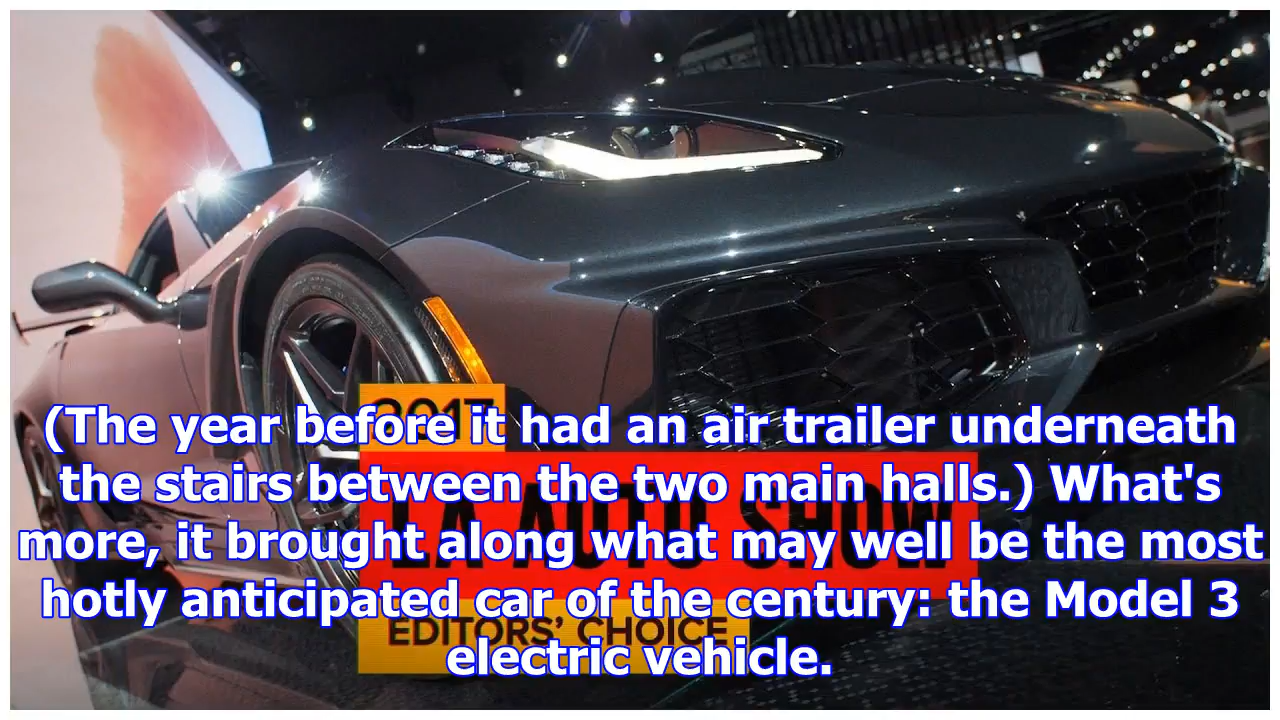 2017
(The year before it had an air trailer underneath
the stairs between the two main halls.) What's
LA AUTO SHOW
more, it brought along what may well be the most
hotly anticipated car of the century: the Model 3
EDITORS' CHOICE
electric vehicle.